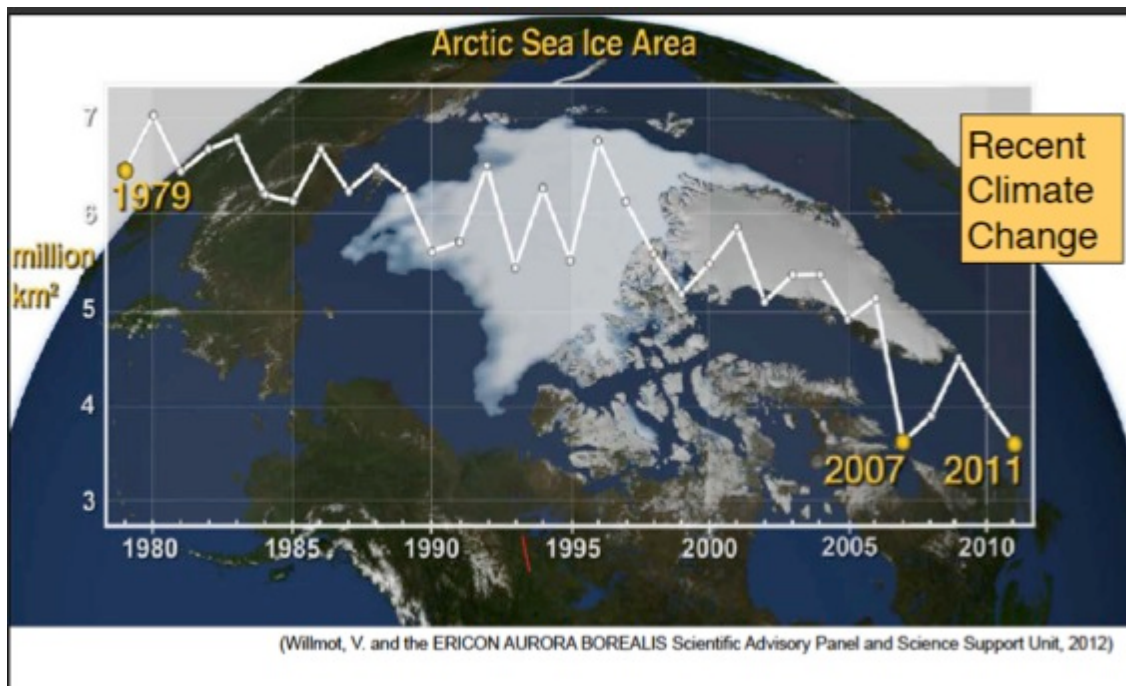 Arctic Sea Ice Area
7
6
5
4
3
million
km²
1979
2007
2011
1980
1985
1990
1995
2000
2005
2010
Recent
Climate
Change
(Willmot, V. and the ERICON AURORA BOREALIS Scientific Advisory Panel and Science Support Unit, 2012)